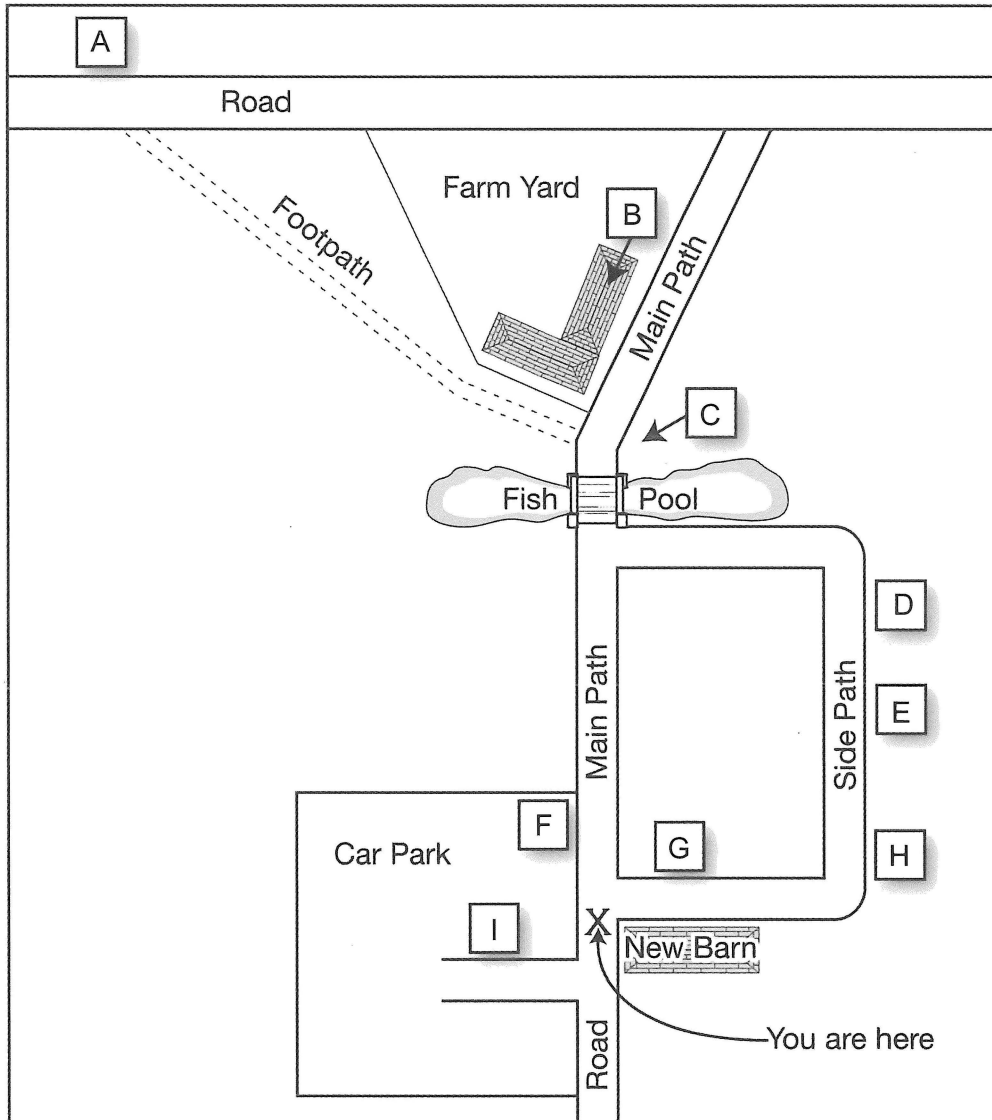 A
Road
Footpath
Farm Yard
B
Main Path
C
Fish Pool
D
Main Path
Side Path
E
F
Car Park
G
H
I
X
New Barn
You are here
Road